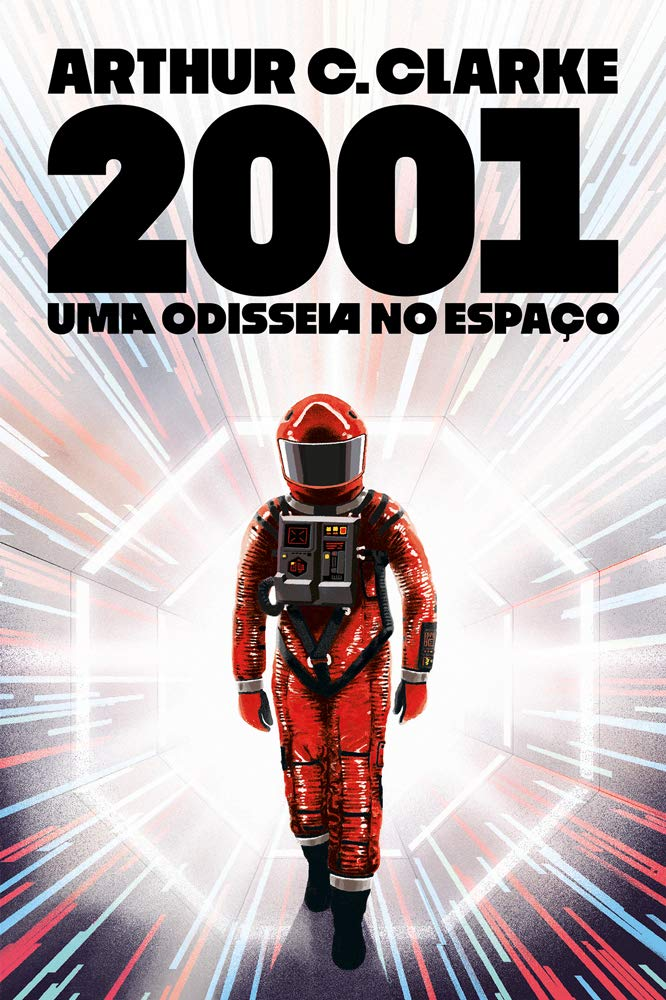 ARTHUR C. CLARKE
2001
UMA ODISSEIA NO ESPAÇO